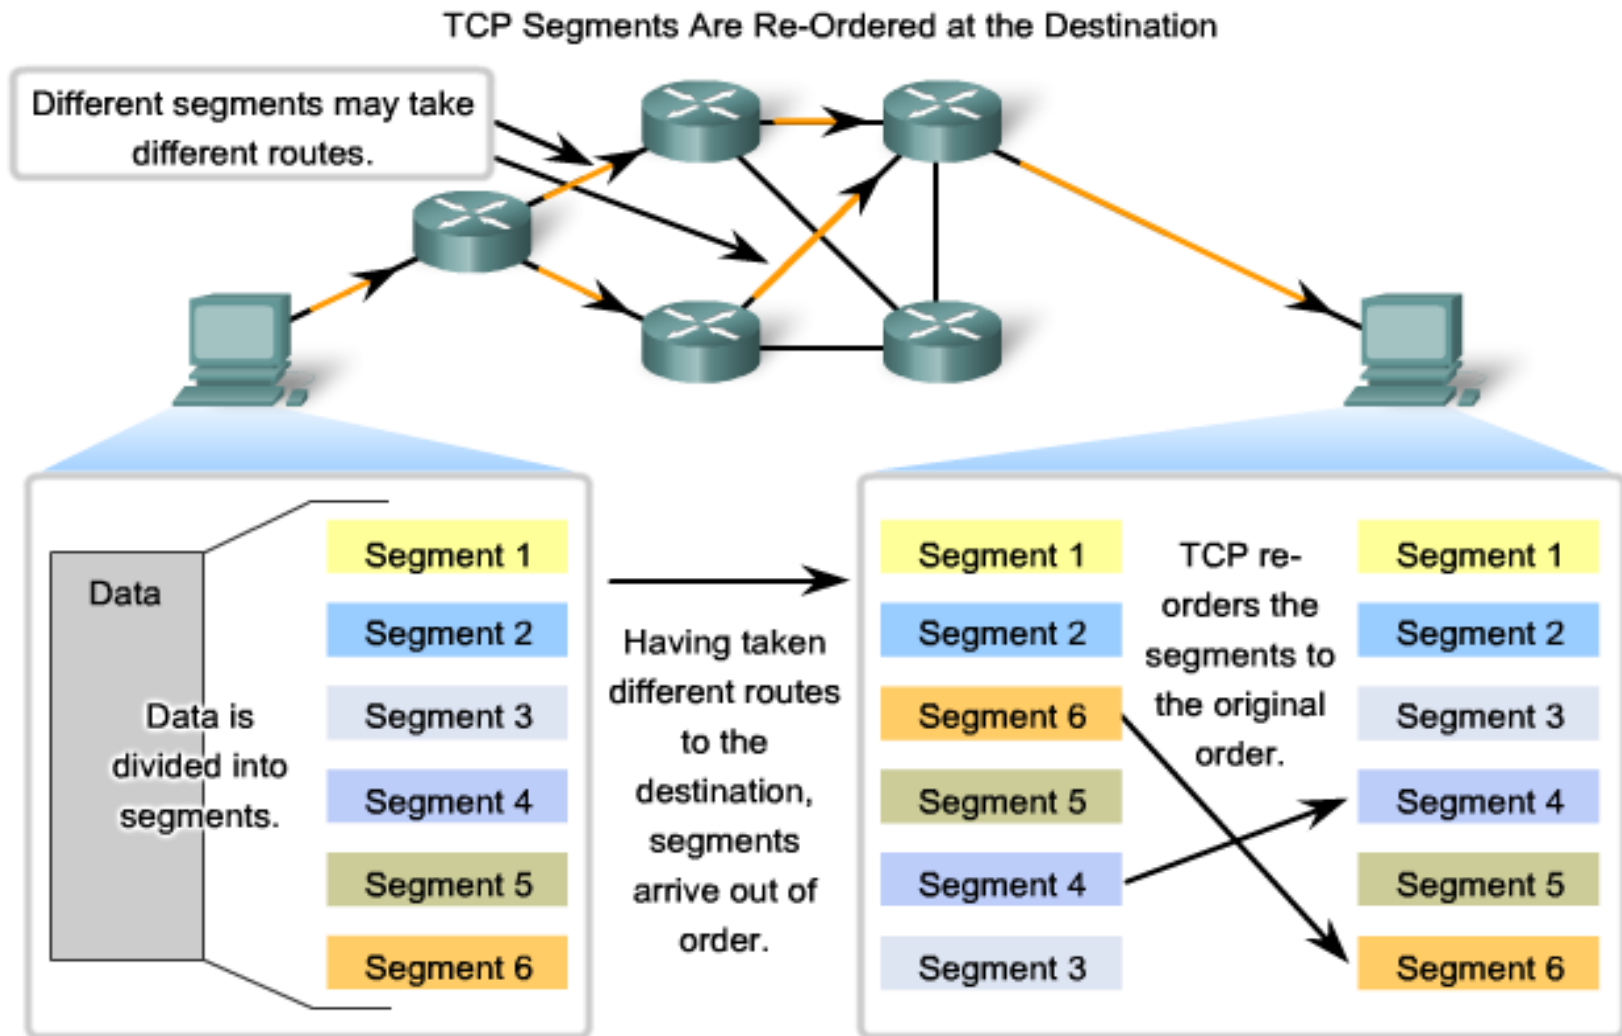 TCP Segments Are Re-Ordered at the Destination
Different segments may take
different routes.
Data
Data is
divided into
segments.
Segment 1
Segment 2
Segment 3
Segment 4
Segment 5
Segment 6
Having taken
different routes
to the
destination,
segments
arrive out of
order.
Segment 1
Segment 2
Segment 6
Segment 5
Segment 4
Segment 3
TCP re-
orders the
segments to
the original
order.
Segment 1
Segment 2
Segment 3
Segment 4
Segment 5
Segment 6